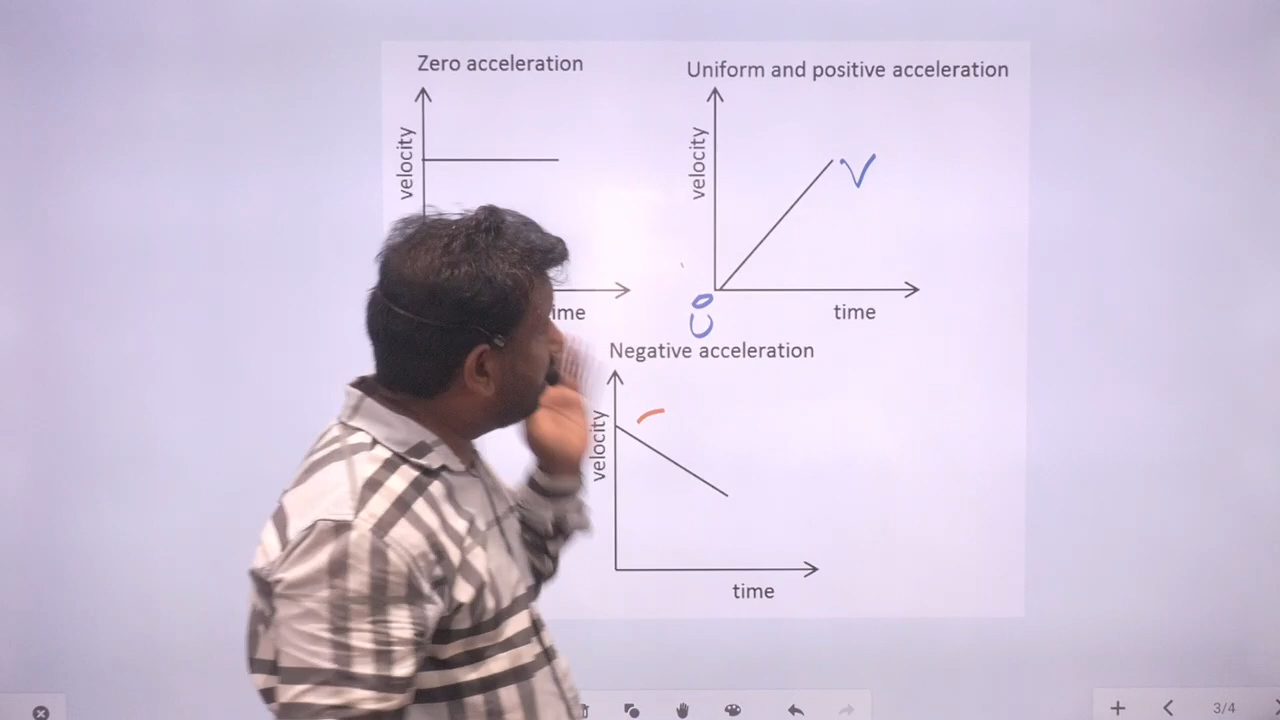 Zero acceleration
velocity
Uniform and positive acceleration
velocity
V
time
Negative acceleration
velocity
time
3/4